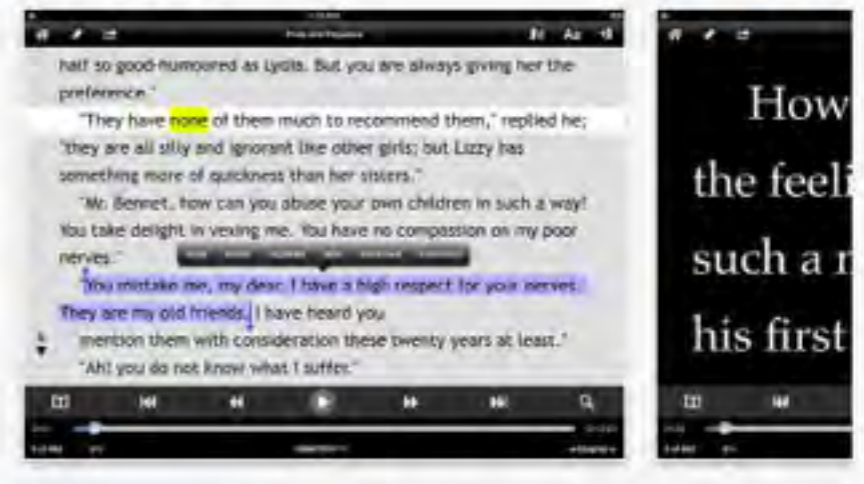 Aa
half so good-humoured as Lydia. But you are always giving her the
preference."
"They have none of them much to recommend them," replied he;
"they are all silly and ignorant like other girls; but Lizzy has
something more of quickness than her sisters."
"Mr. Bennet, how can you abuse your own children in such a way!
You take delight in vexing me. You have no compassion on my poor
nerves."
"You mistake me, my dear. I have a high respect for your nerves.
They are my old friends. I have heard you
mention them with consideration these twenty years at least."
"Ah! you do not know what I suffer."
How
the feeli
such a
his first